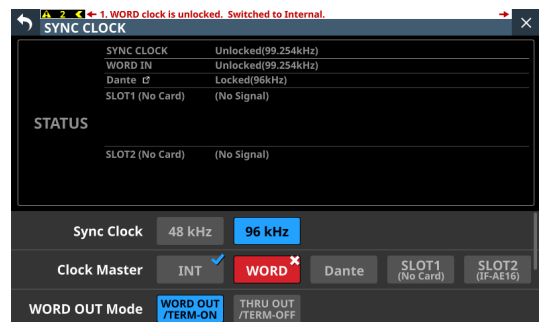 2 1. WORD clock is unlocked. Switched to Internal.
SYNC CLOCK
SYNC CLOCK Unlocked(99.254kHz)
WORD IN Unlocked(99.254kHz)
Dante Locked(96kHz)
SLOT1 (No Card) (No Signal)
STATUS
SLOT2 (No Card) (No Signal)
Sync Clock 48 kHz 96 kHz
Clock Master INT WORD Dante SLOT1 (No Card) SLOT2 (IF-AE16)
WORD OUT Mode WORD OUT /TERM-ON THRU OUT /TERM-OFF